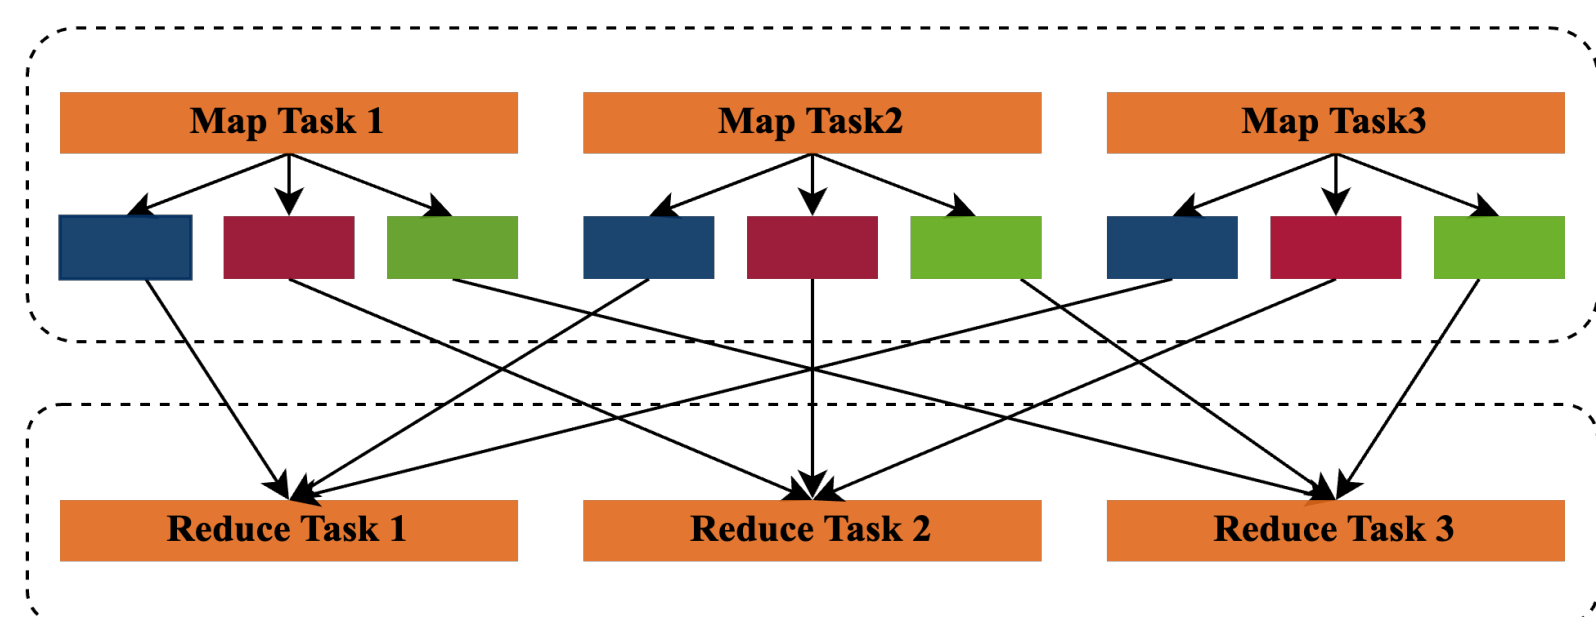 Map Task 1
Map Task2
Map Task3
Reduce Task 1
Reduce Task 2
Reduce Task 3